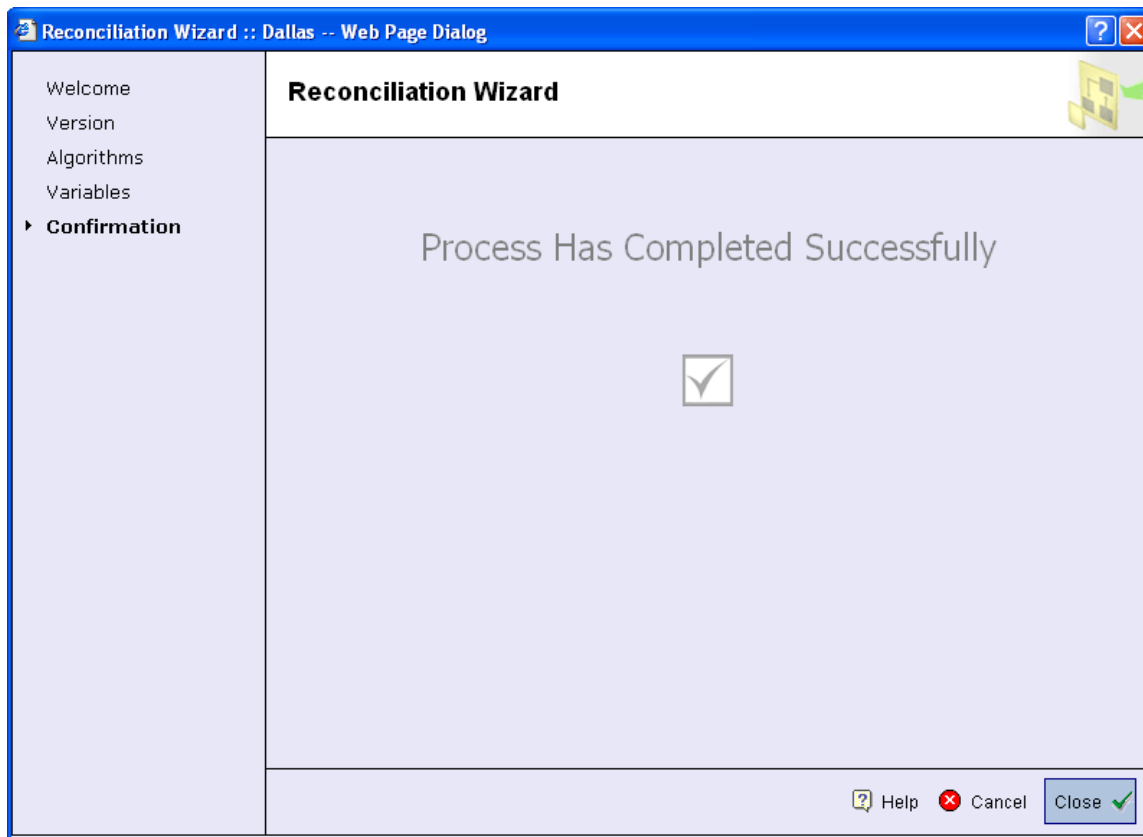 Reconciliation Wizard :: Dallas -- Web Page Dialog
Welcome
Version
Algorithms
Variables
Confirmation
Reconciliation Wizard
Process Has Completed Successfully
Help
Cancel
Close